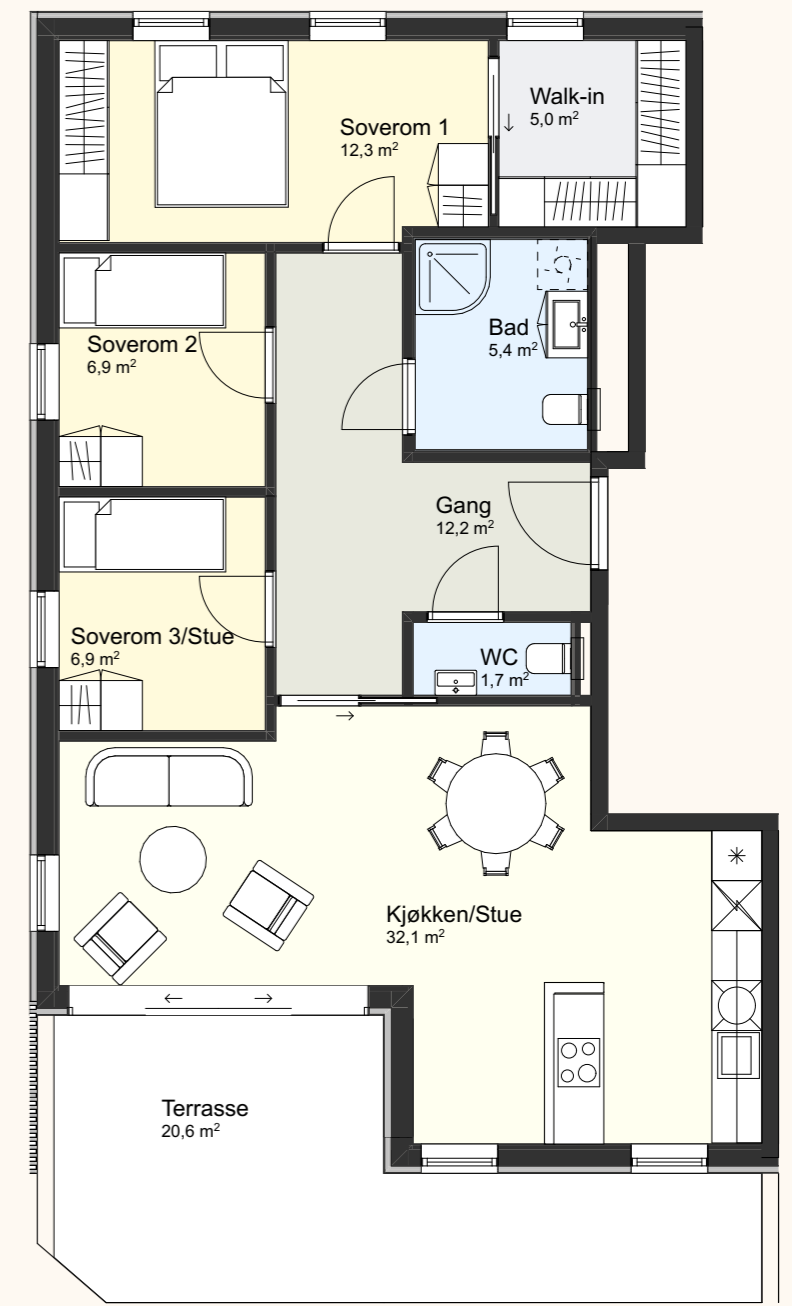 Soverom 1
12,3 m²
Walk-in
5,0 m²
Soverom 2
6,9 m²
Bad
5,4 m²
Gang
12,2 m²
Soverom 3/Stue
6,9 m²
WC
1,7 m²
Kjøkken/Stue
32,1 m²
Terrasse
20,6 m²